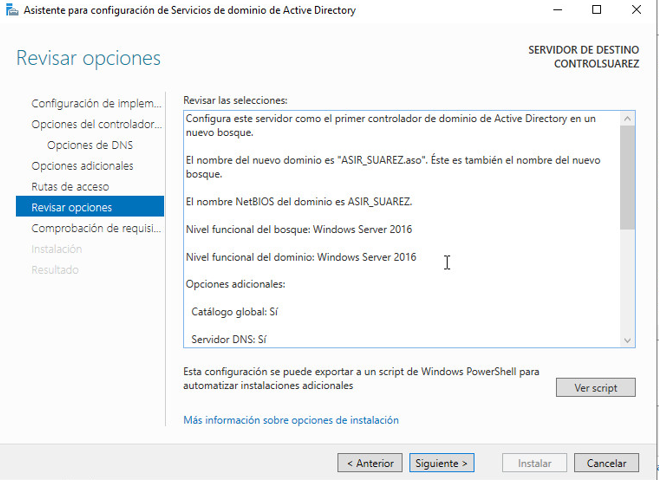 Asistente para configuración de Servicios de dominio de Active Directory
Revisar opciones
SERVIDOR DE DESTINO
CONTROLSUAREZ
Configuración de implem...
Opciones del controlador...
Opciones de DNS
Opciones adicionales
Rutas de acceso
Revisar opciones
Comprobación de requisi...
Instalación
Resultado
Revisar las selecciones:
Configura este servidor como el primer controlador de dominio de Active Directory en un
nuevo bosque.
El nombre del nuevo dominio es "ASIR_SUAREZ.aso". Éste es también el nombre del nuevo
bosque.
El nombre NetBIOS del dominio es ASIR_SUAREZ.
Nivel funcional del bosque: Windows Server 2016
Nivel funcional del dominio: Windows Server 2016
Opciones adicionales:
Catálogo global: Sí
Servidor DNS: Sí
Esta configuración se puede exportar a un script de Windows PowerShell para
automatizar instalaciones adicionales
Ver script
Más información sobre opciones de instalación
< Anterior
Siguiente >
Instalar
Cancelar